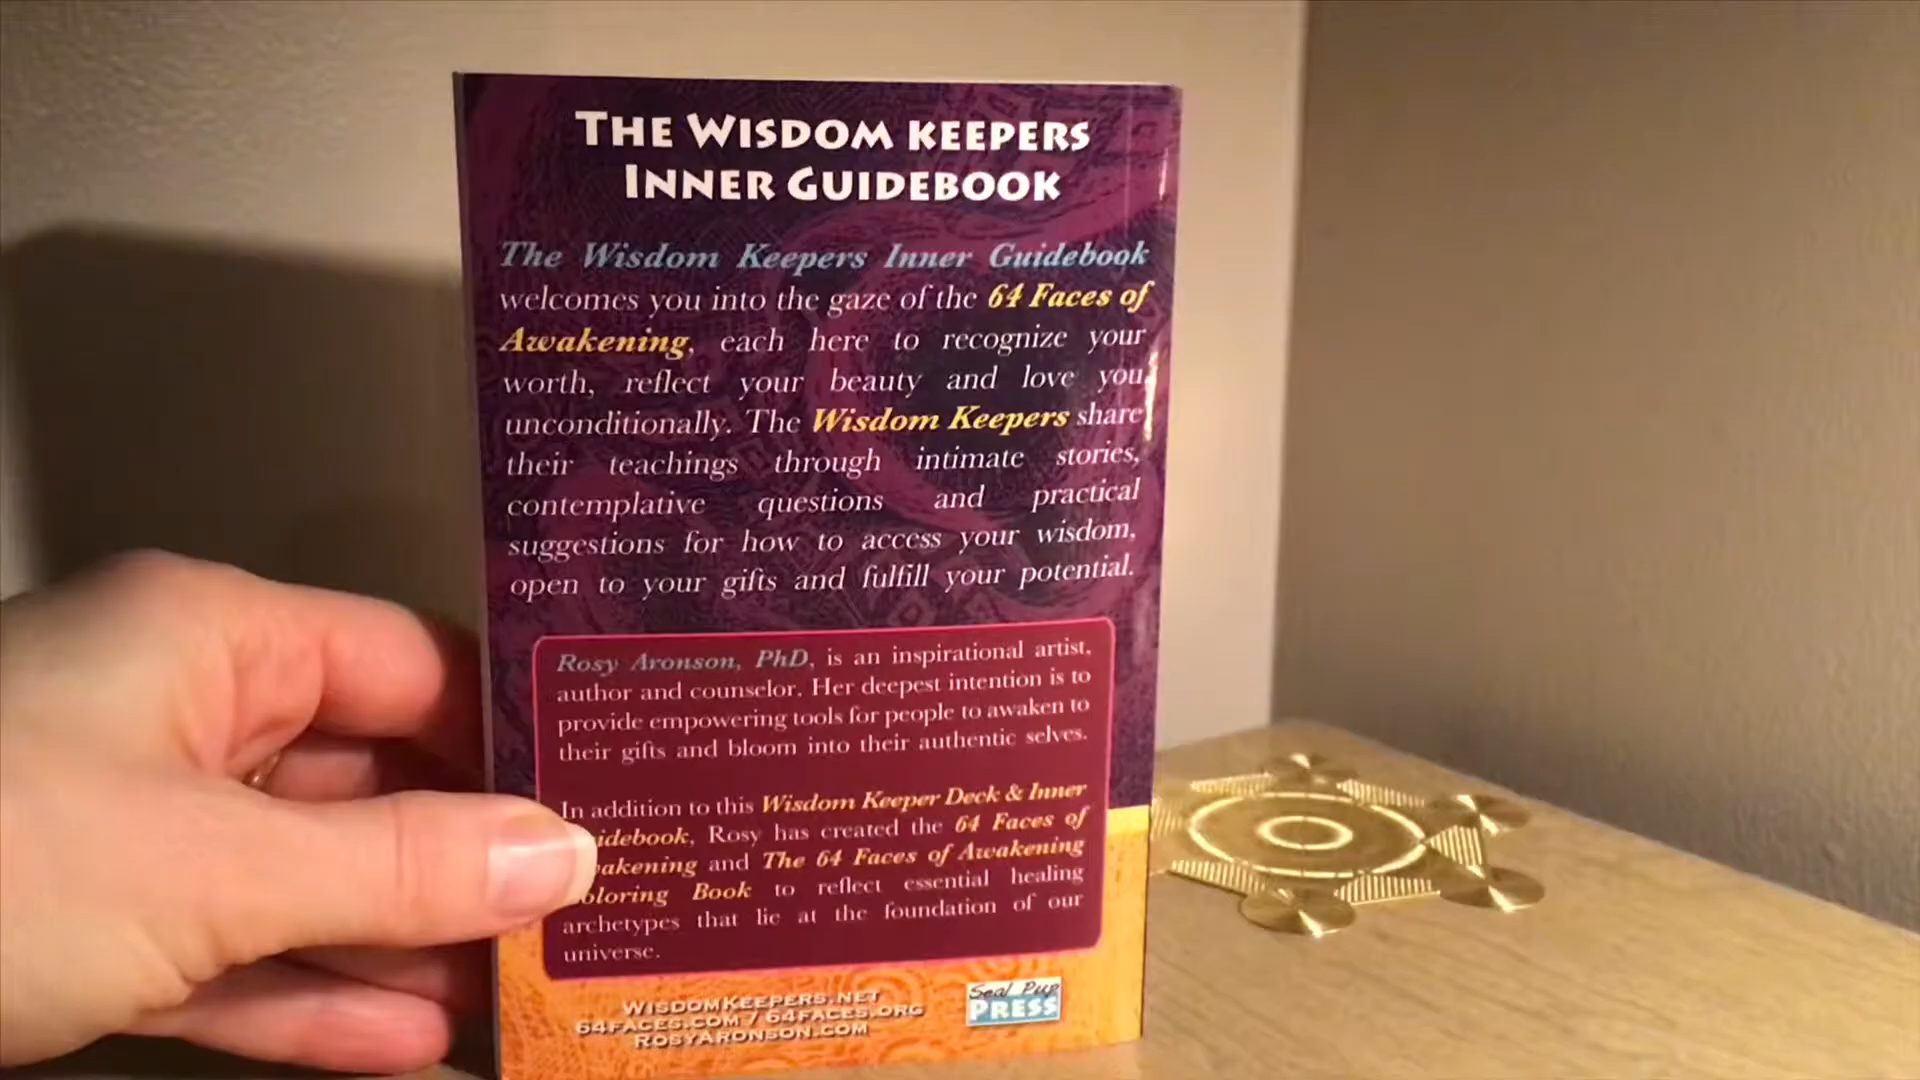 THE WISDOM KEEPERS
INNER GUIDEBOOK
The Wisdom Keepers Inner Guidebook
welcomes you into the gaze of the 64 Faces of
Awakening, each here to recognize your
worth, reflect your beauty and love you
unconditionally. The Wisdom Keepers share
their teachings through intimate stories,
contemplative questions and practical
suggestions for how to access your wisdom,
open to your gifts and fulfill your potential.
Rosy Aronson, PhD, is an inspirational artist,
author and counselor. Her deepest intention is to
provide empowering tools for people to awaken to
their gifts and bloom into their authentic selves.
In addition to this Wisdom Keeper Deck & Inner
idebook, Rosy has created the 64 Faces of
akening and The 64 Faces of Awakening
oloring Book to reflect essential healing
archetypes that lie at the foundation of our
universe.
WISDOMKEEPERS.NET
64FACES.COM / 64FACES.ORG
ROSYARONSON.COM
Seal Pup
PRESS